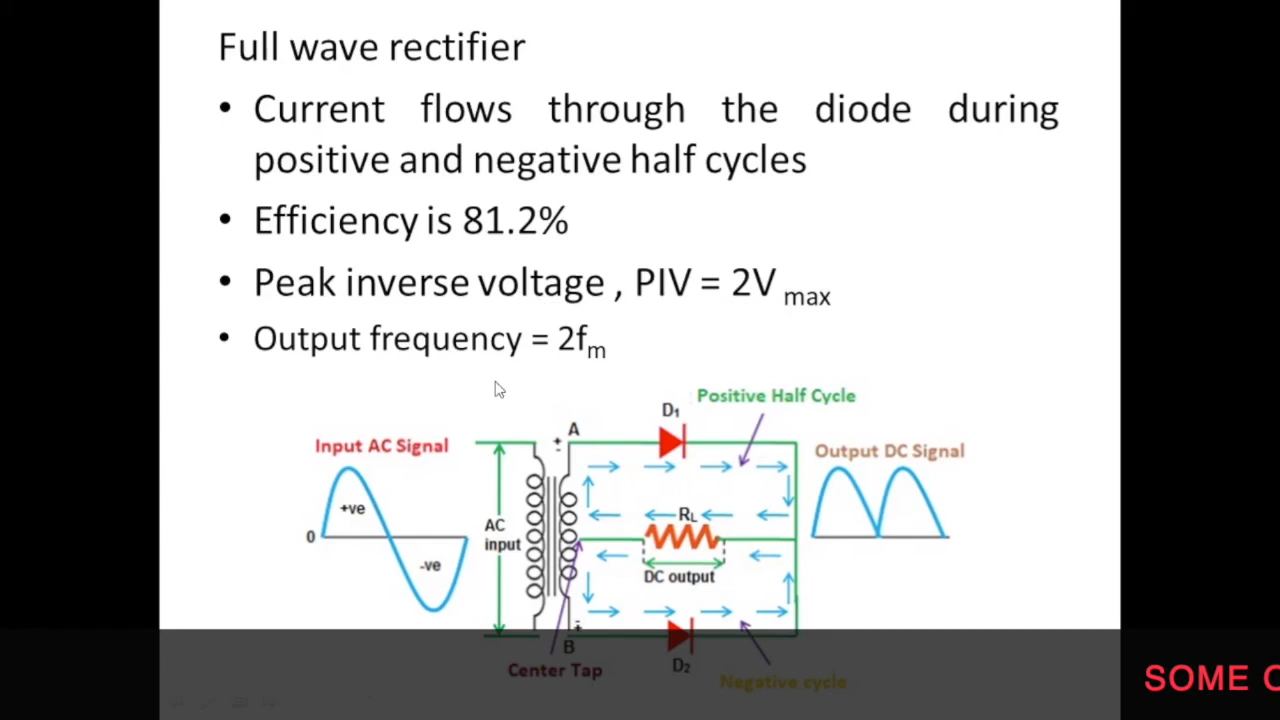 Full wave rectifier
• Current flows through the diode during
positive and negative half cycles
• Efficiency is 81.2%
• Peak inverse voltage , PIV = 2V max
• Output frequency = 2fm
Positive Half Cycle
D1
A
+
-
Input AC Signal
Output DC Signal
+ve
RL
AC
input
0
-ve
DC output
-
+
B
D2
Center Tap
Negative cycle
SOME